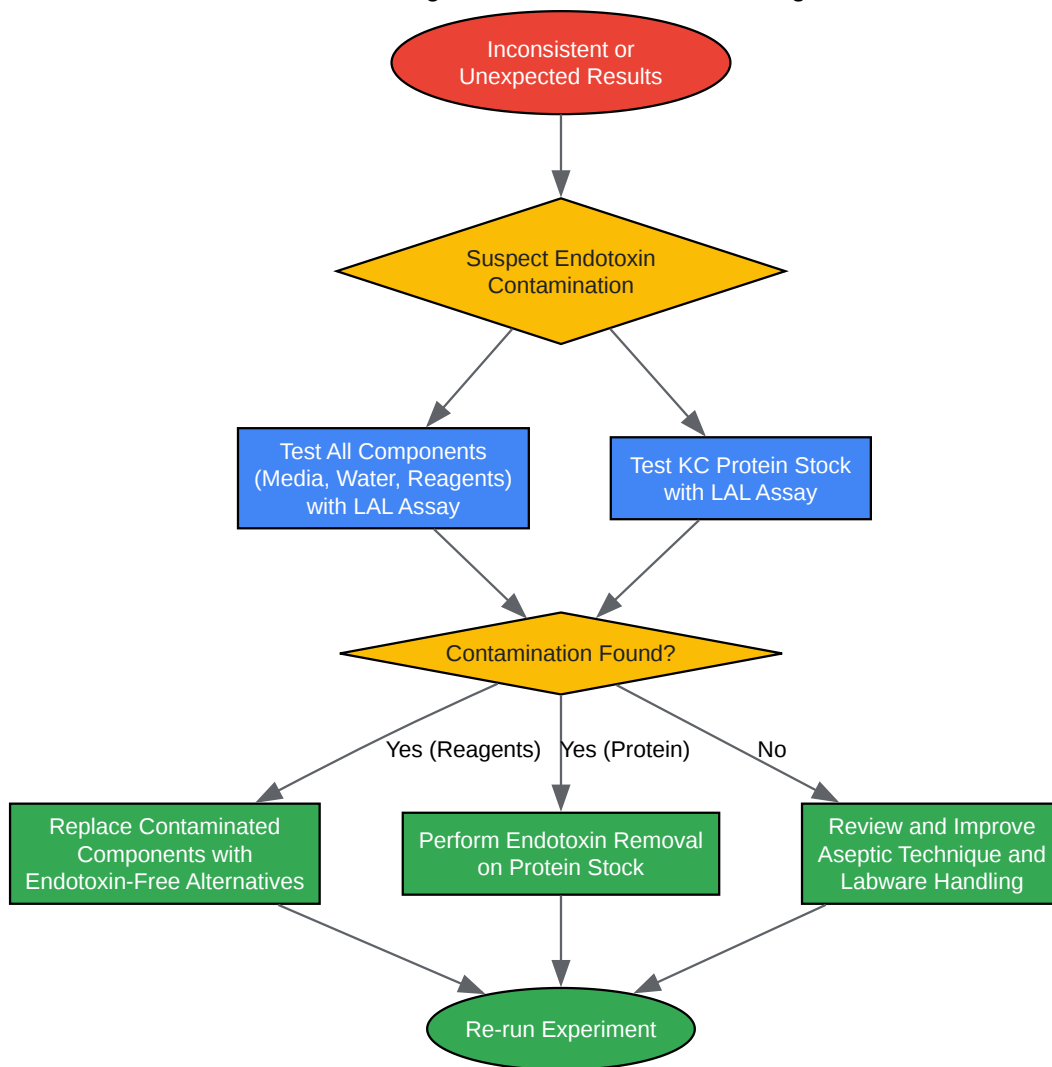 Inconsistent or
Unexpected Results
Suspect Endotoxin
Contamination
Test All Components
(Media, Water, Reagents)
with LAL Assay
Test KC Protein Stock
with LAL Assay
Contamination Found?
Yes (Reagents)
Yes (Protein)
No
Replace Contaminated
Components with
Endotoxin-Free Alternatives
Perform Endotoxin Removal
on Protein Stock
Review and Improve
Aseptic Technique and
Labware Handling
Re-run Experiment